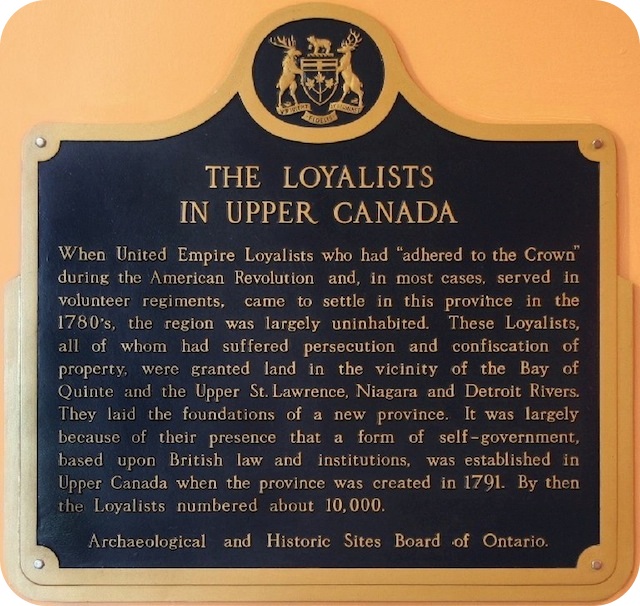 THE LOYALISTS
IN UPPER CANADA
When United Empire Loyalists who had "adhered to the Crown"
during the American Revolution and, in most cases, served in
volunteer regiments, came to settle in this province in the
1780's, the region was largely uninhabited. These Loyalists,
all of whom had suffered persecution and confiscation of
property, were granted land in the vicinity of the Bay of
Quinte and the Upper St. Lawrence, Niagara and Detroit Rivers.
They laid the foundations of a new province. It was largely
because of their presence that a form of self-government,
based upon British law and institutions, was established in
Upper Canada when the province was created in 1791. By then
the Loyalists numbered about 10,000.
Archaeological and Historic Sites Board of Ontario.